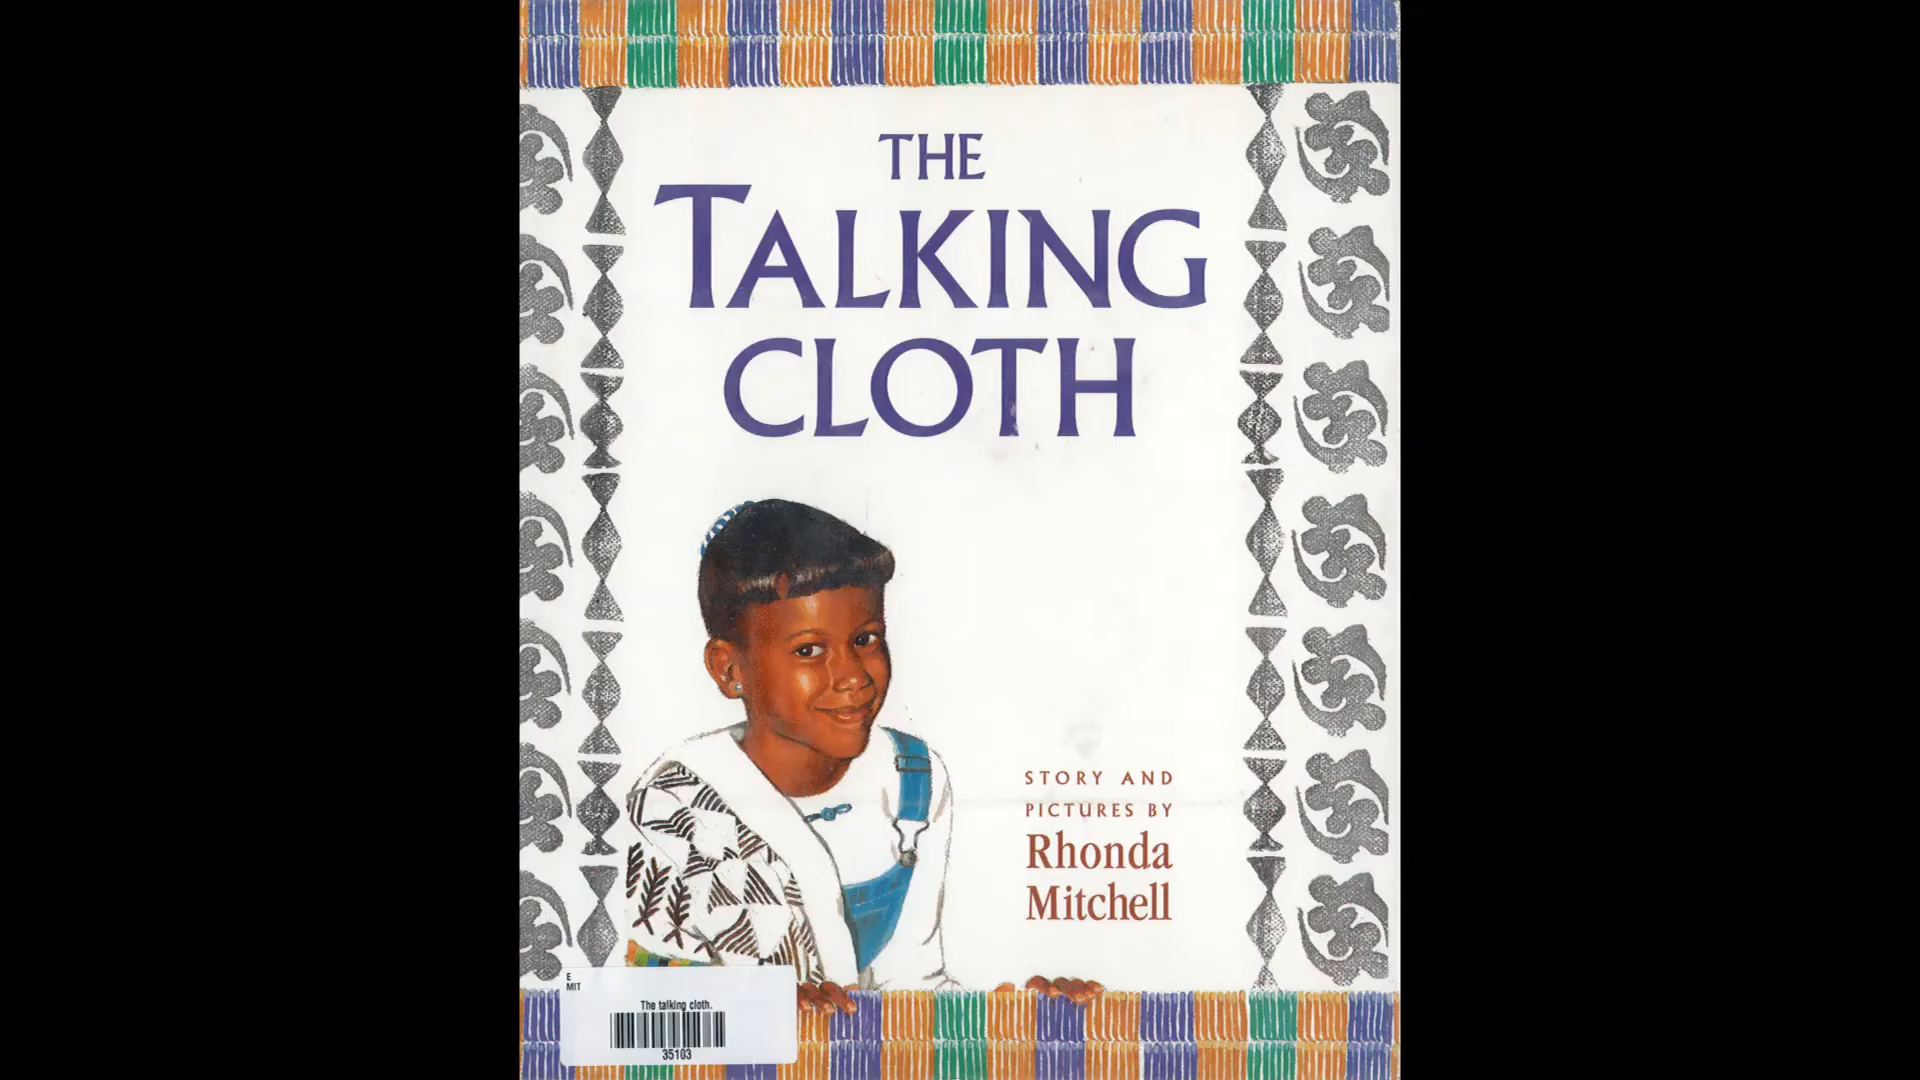 THE
TALKING
CLOTH
STORY AND
PICTURES BY
Rhonda
Mitchell
E
MIT
The talking cloth.
35103